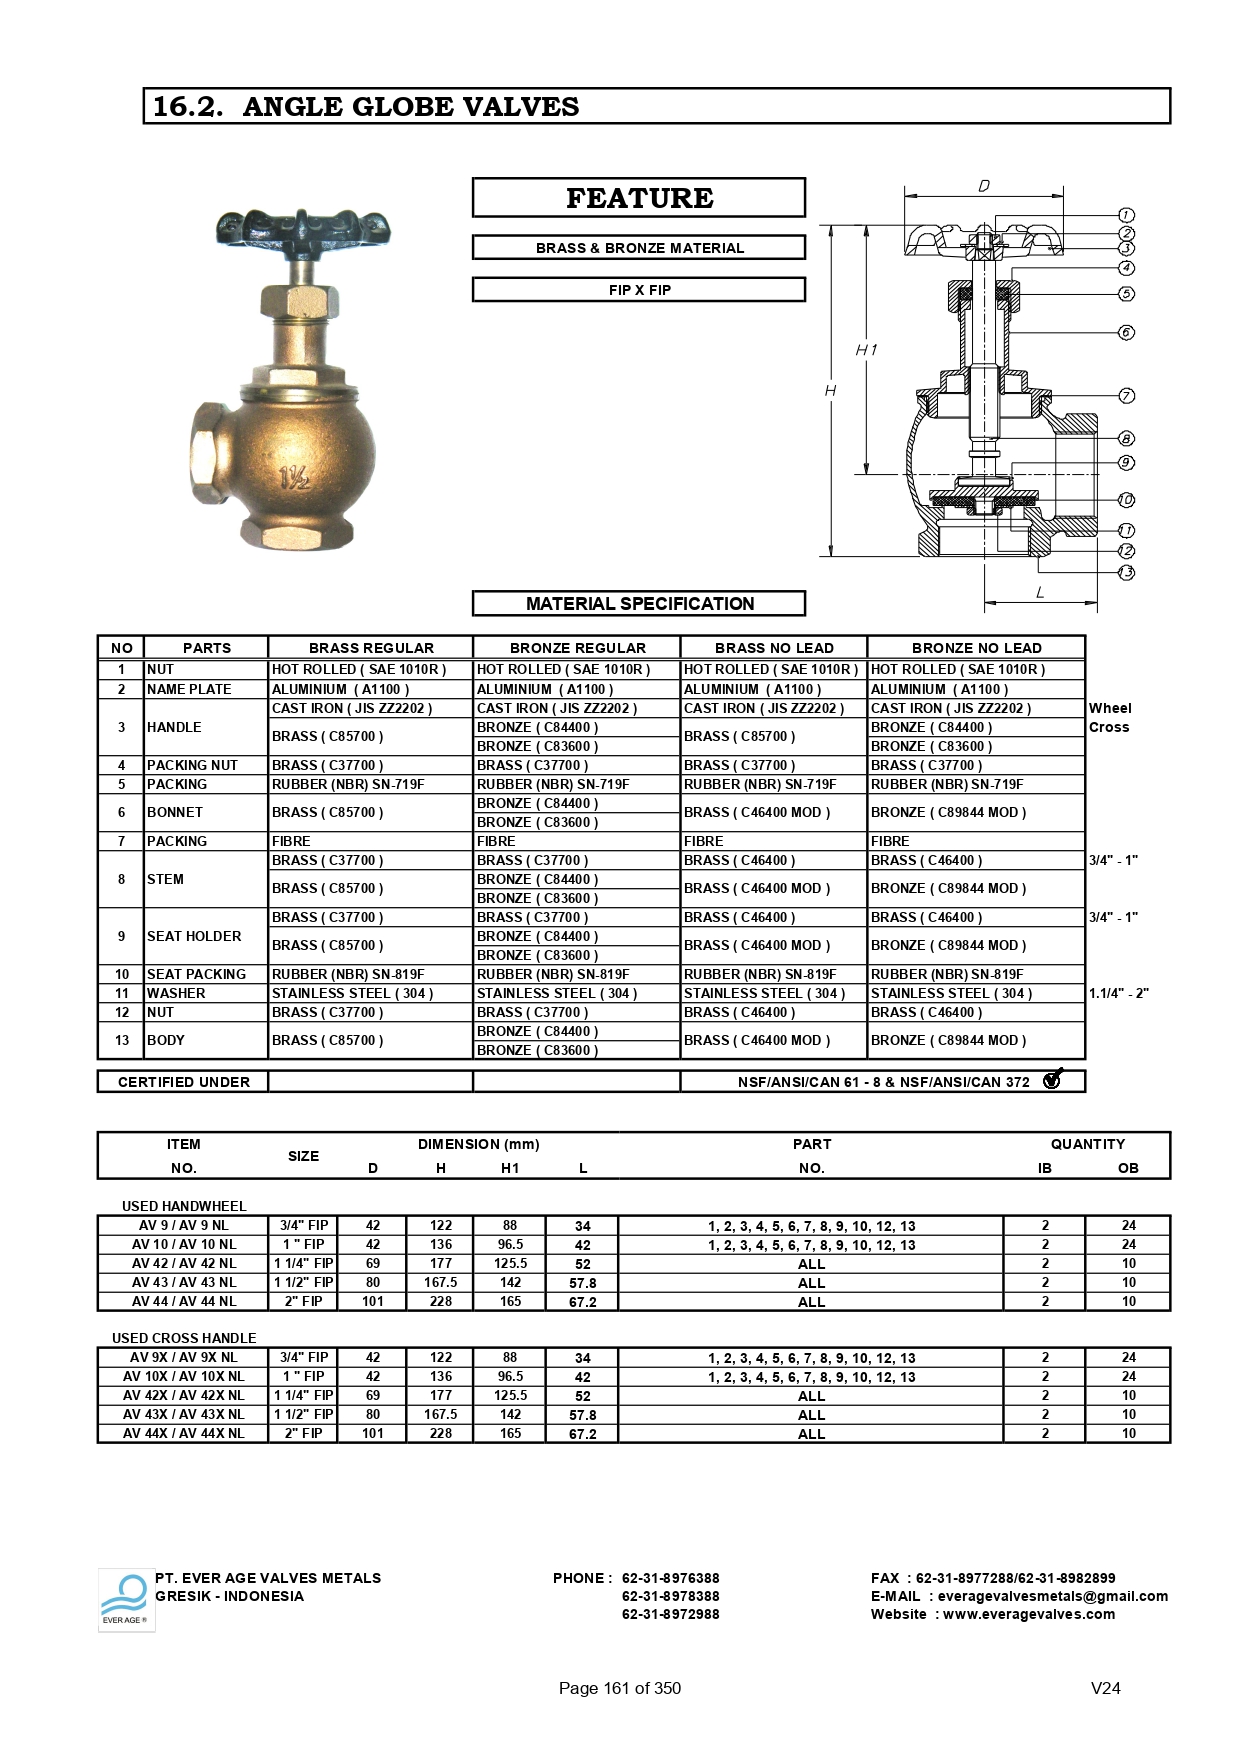 16.2.  ANGLE GLOBE VALVES
FEATURE
BRASS & BRONZE MATERIAL
FIP X FIP
1½
D
H1
H
L
1
2
3
4
5
6
7
8
9
10
11
12
13
MATERIAL SPECIFICATION
NO PARTS BRASS REGULAR BRONZE REGULAR BRASS NO LEAD BRONZE NO LEAD
1 NUT HOT ROLLED ( SAE 1010R ) HOT ROLLED ( SAE 1010R ) HOT ROLLED ( SAE 1010R ) HOT ROLLED ( SAE 1010R )
2 NAME PLATE ALUMINIUM ( A1100 ) ALUMINIUM ( A1100 ) ALUMINIUM ( A1100 ) ALUMINIUM ( A1100 )
CAST IRON ( JIS ZZ2202 ) CAST IRON ( JIS ZZ2202 ) CAST IRON ( JIS ZZ2202 ) CAST IRON ( JIS ZZ2202 ) Wheel
3 HANDLE BRASS ( C85700 ) BRONZE ( C84400 ) BRASS ( C85700 ) BRONZE ( C84400 ) Cross
BRONZE ( C83600 ) BRONZE ( C83600 )
4 PACKING NUT BRASS ( C37700 ) BRASS ( C37700 ) BRASS ( C37700 ) BRASS ( C37700 )
5 PACKING RUBBER (NBR) SN-719F RUBBER (NBR) SN-719F RUBBER (NBR) SN-719F RUBBER (NBR) SN-719F
6 BONNET BRASS ( C85700 ) BRONZE ( C84400 ) BRASS ( C46400 MOD ) BRONZE ( C89844 MOD )
BRONZE ( C83600 )
7 PACKING FIBRE FIBRE FIBRE FIBRE
BRASS ( C37700 ) BRASS ( C37700 ) BRASS ( C46400 ) BRASS ( C46400 ) 3/4" - 1"
8 STEM BRASS ( C85700 ) BRONZE ( C84400 ) BRASS ( C46400 MOD ) BRONZE ( C89844 MOD )
BRONZE ( C83600 )
BRASS ( C37700 ) BRASS ( C37700 ) BRASS ( C46400 ) BRASS ( C46400 ) 3/4" - 1"
9 SEAT HOLDER BRASS ( C85700 ) BRONZE ( C84400 ) BRASS ( C46400 MOD ) BRONZE ( C89844 MOD )
BRONZE ( C83600 )
10 SEAT PACKING RUBBER (NBR) SN-819F RUBBER (NBR) SN-819F RUBBER (NBR) SN-819F RUBBER (NBR) SN-819F
11 WASHER STAINLESS STEEL ( 304 ) STAINLESS STEEL ( 304 ) STAINLESS STEEL ( 304 ) STAINLESS STEEL ( 304 ) 1.1/4" - 2"
12 NUT BRASS ( C37700 ) BRASS ( C37700 ) BRASS ( C46400 ) BRASS ( C46400 )
13 BODY BRASS ( C85700 ) BRONZE ( C84400 ) BRASS ( C46400 MOD ) BRONZE ( C89844 MOD )
BRONZE ( C83600 )
CERTIFIED UNDER NSF/ANSI/CAN 61 - 8 & NSF/ANSI/CAN 372
ITEM SIZE DIMENSION (mm) PART QUANTITY
NO. D H H1 L NO. IB OB
USED HANDWHEEL
AV 9 / AV 9 NL 3/4" FIP 42 122 88 34 1, 2, 3, 4, 5, 6, 7, 8, 9, 10, 12, 13 2 24
AV 10 / AV 10 NL 1 " FIP 42 136 96.5 42 1, 2, 3, 4, 5, 6, 7, 8, 9, 10, 12, 13 2 24
AV 42 / AV 42 NL 1 1/4" FIP 69 177 125.5 52 ALL 2 10
AV 43 / AV 43 NL 1 1/2" FIP 80 167.5 142 57.8 ALL 2 10
AV 44 / AV 44 NL 2" FIP 101 228 165 67.2 ALL 2 10
USED CROSS HANDLE
AV 9X / AV 9X NL 3/4" FIP 42 122 88 34 1, 2, 3, 4, 5, 6, 7, 8, 9, 10, 12, 13 2 24
AV 10X / AV 10X NL 1 " FIP 42 136 96.5 42 1, 2, 3, 4, 5, 6, 7, 8, 9, 10, 12, 13 2 24
AV 42X / AV 42X NL 1 1/4" FIP 69 177 125.5 52 ALL 2 10
AV 43X / AV 43X NL 1 1/2" FIP 80 167.5 142 57.8 ALL 2 10
AV 44X / AV 44X NL 2" FIP 101 228 165 67.2 ALL 2 10
EVER AGE ®
PT. EVER AGE VALVES METALS PHONE : 62-31-8976388 FAX : 62-31-8977288/62-31-8982899
GRESIK - INDONESIA 62-31-8978388 E-MAIL : everagevalvesmetals@gmail.com
62-31-8972988 Website : www.everagevalves.com
Page 161 of 350 V24